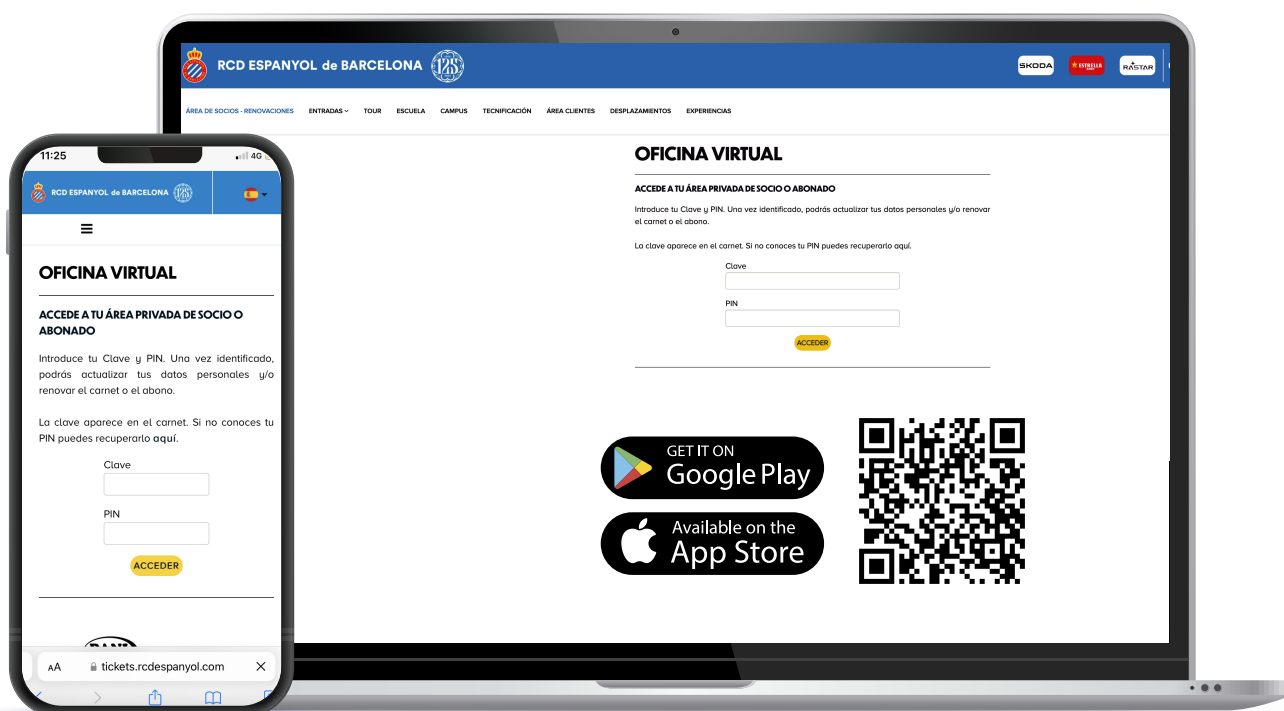 RCD ESPANYOL de BARCELONA
125
SKODA
ESTRELLA
RASTAR
ÁREA DE SOCIOS - RENOVACIONES ENTRADAS TOUR ESCUELA CAMPUS TECNIFICACIÓN ÁREA CLIENTES DESPLAZAMIENTOS EXPERIENCIAS
OFICINA VIRTUAL
ACCEDE A TU ÁREA PRIVADA DE SOCIO O ABONADO
Introduce tu Clave y PIN. Una vez identificado, podrás actualizar tus datos personales y/o renovar
el carnet o el abono.
La clave aparece en el carnet. Si no conoces tu PIN puedes recuperarlo aquí.
Clave
PIN
ACCEDER
GET IT ON
Google Play
Available on the
App Store
11:25
4G
RCD ESPANYOL de BARCELONA
125
OFICINA VIRTUAL
ACCEDE A TU ÁREA PRIVADA DE SOCIO O
ABONADO
Introduce tu Clave y PIN. Una vez identificado,
podrás actualizar tus datos personales y/o
renovar el carnet o el abono.
La clave aparece en el carnet. Si no conoces tu
PIN puedes recuperarlo aquí.
Clave
PIN
ACCEDER
AA tickets.rcdespanyol.com